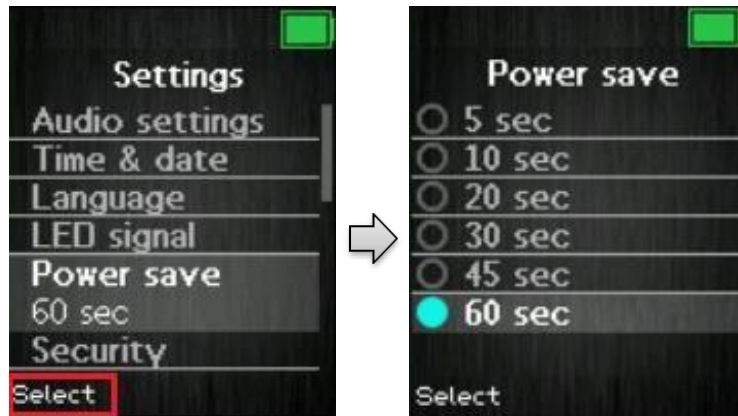 Settings
Audio settings
Time & date
Language
LED signal
Power save
60 sec
Security
Select
Power save
5 sec
10 sec
20 sec
30 sec
45 sec
60 sec
Select